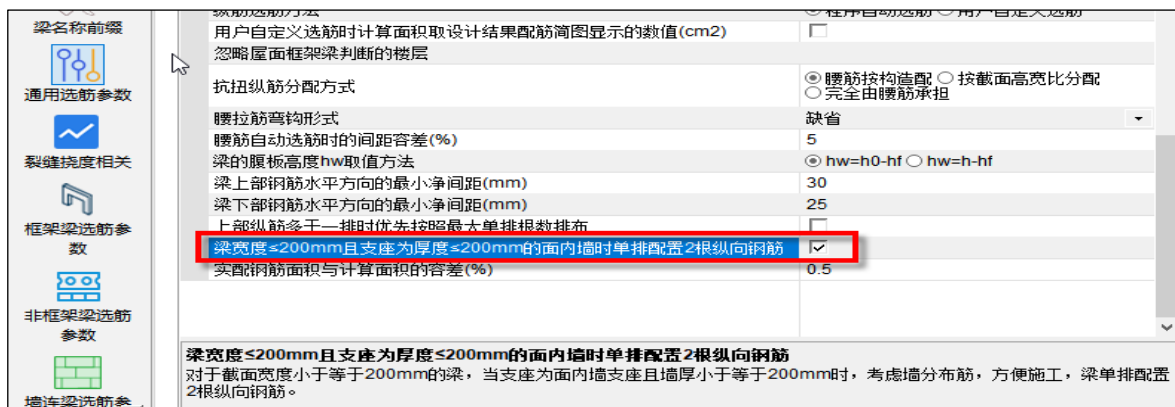 梁名称前缀
通用选筋参数
裂缝挠度相关
框架梁选筋参
数
非框架梁选筋
参数
墙连梁选筋参
纵筋选筋方法 程序自动选筋 用户自定义选筋
用户自定义选筋时计算面积取设计结果配筋简图显示的数值(cm2)
忽略屋面框架梁判断的楼层
抗扭纵筋分配方式 腰筋按构造配 按截面高宽比分配
完全由腰筋承担
腰拉筋弯钩形式 缺省
腰筋自动选筋时的间距容差(%) 5
梁的腹板高度hw取值方法 hw=h0-hf hw=h-hf
梁上部钢筋水平方向的最小净间距(mm) 30
梁下部钢筋水平方向的最小净间距(mm) 25
上部纵筋多于一排时优先按照最大单排根数排布
梁宽度≤200mm且支座为厚度≤200mm的面内墙时单排配置2根纵向钢筋
实配钢筋面积与计算面积的容差(%) 0.5
梁宽度≤200mm且支座为厚度≤200mm的面内墙时单排配置2根纵向钢筋
对于截面宽度小于等于200mm的梁，当支座为面内墙支座且墙厚小于等于200mm时，考虑墙分布筋，方便施工，梁单排配置
2根纵向钢筋。